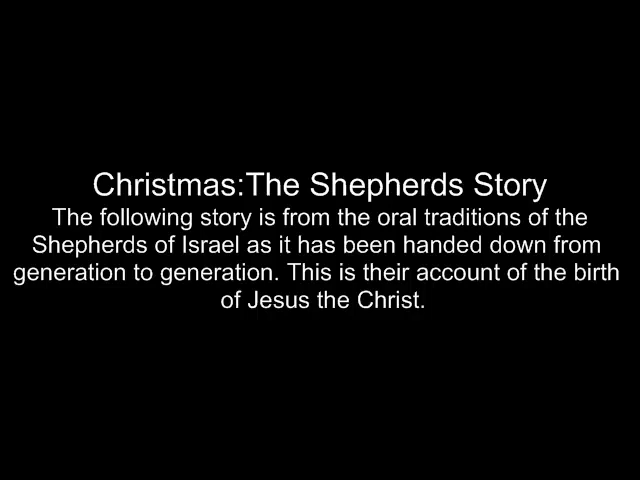 Christmas:The Shepherds Story
The following story is from the oral traditions of the
Shepherds of Israel as it has been handed down from
generation to generation. This is their account of the birth
of Jesus the Christ.